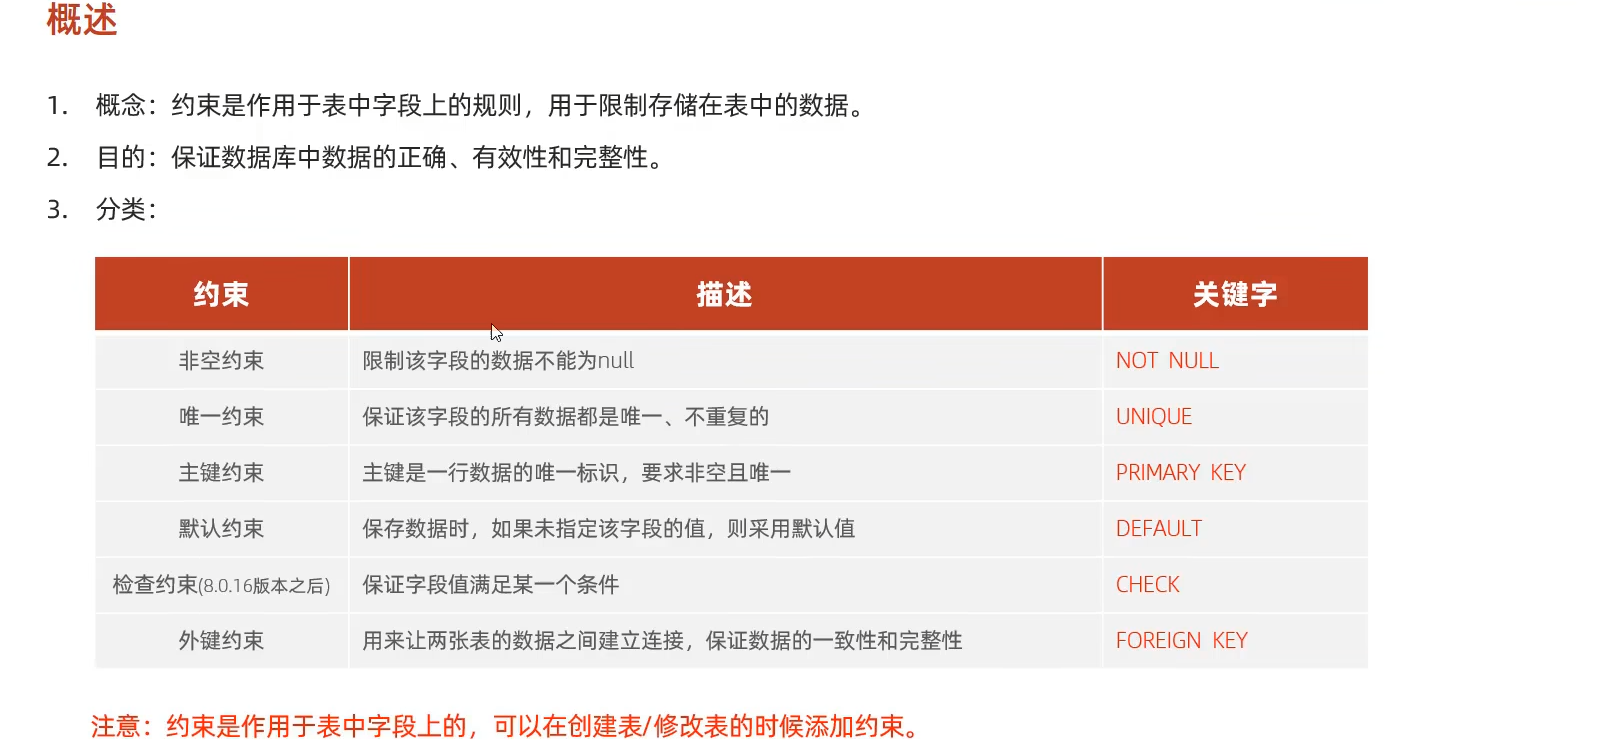 概述
1. 概念：约束是作用于表中字段上的规则，用于限制存储在表中的数据。
2. 目的：保证数据库中数据的正确、有效性和完整性。
3. 分类：
约束 描述 关键字
非空约束 限制该字段的数据不能为null NOT NULL
唯一约束 保证该字段的所有数据都是唯一、不重复的 UNIQUE
主键约束 主键是一行数据的唯一标识，要求非空且唯一 PRIMARY KEY
默认约束 保存数据时，如果未指定该字段的值，则采用默认值 DEFAULT
检查约束(8.0.16版本之后) 保证字段值满足某一个条件 CHECK
外键约束 用来让两张表的数据之间建立连接，保证数据的一致性和完整性 FOREIGN KEY
注意：约束是作用于表中字段上的，可以在创建表/修改表的时候添加约束。